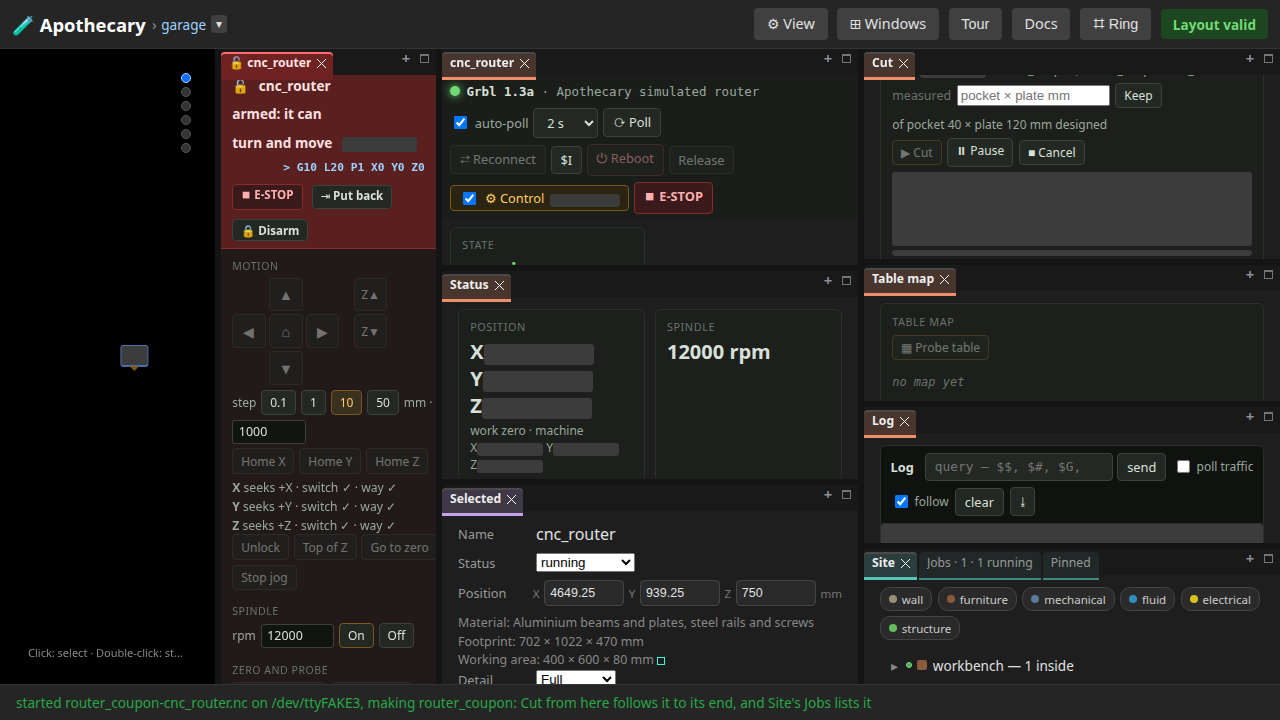 🧪 Apothecary › garage ▾
⚙ View
⊞ Windows
Tour
Docs
⌗ Ring
Layout valid
Click: select · Double-click: st…
🔓 cnc_router
🔓 cnc_router
armed: it can
turn and move
> G10 L20 P1 X0 Y0 Z0
■ E-STOP
⇥ Put back
🔒 Disarm
MOTION
▲ Z▲
◀ ⌂ ▶ Z▼
▼
step 0.1 1 10 50 mm ·
1000
Home X Home Y Home Z
X seeks +X · switch ✓ · way ✓
Y seeks +Y · switch ✓ · way ✓
Z seeks +Z · switch ✓ · way ✓
Unlock Top of Z Go to zero
Stop jog
SPINDLE
rpm 12000 On Off
ZERO AND PROBE
cnc_router
Grbl 1.3a · Apothecary simulated router
auto-poll 2 s ⟳ Poll
⇄ Reconnect $I ⏻ Reboot Release
⚙ Control ■ E-STOP
STATE
Status
POSITION
X
Y
Z
work zero · machine
X Y
Z
SPINDLE
12000 rpm
Selected
Name cnc_router
Status running
Position X 4649.25 Y 939.25 Z 750 mm
Material: Aluminium beams and plates, steel rails and screws
Footprint: 702 × 1022 × 470 mm
Working area: 400 × 600 × 80 mm
Detail Full
Cut
measured pocket × plate mm Keep
of pocket 40 × plate 120 mm designed
▶ Cut ⏸ Pause ■ Cancel
Table map
TABLE MAP
▦ Probe table
no map yet
Log
Log query — $$, $#, $G, send poll traffic
follow clear ⤓
Site Jobs · 1 · 1 running Pinned
wall furniture mechanical fluid electrical
structure
▸ workbench — 1 inside
started router_coupon-cnc_router.nc on /dev/ttyFAKE3, making router_coupon: Cut from here follows it to its end, and Site's Jobs lists it